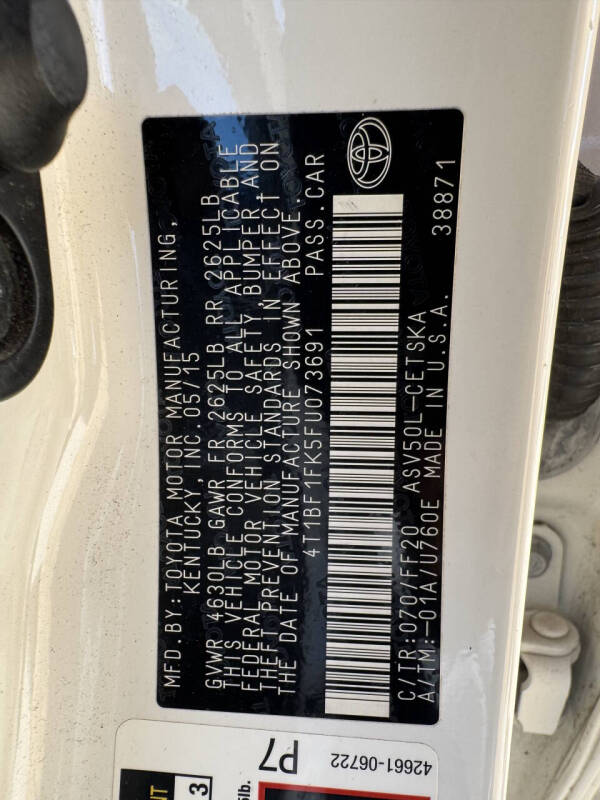 MFD.BY:TOYOTA MOTOR MANUFACTURING,
KENTUCKY, INC. 05/15
GVWR 4630LB GAWR FR 2625LB RR 2625LB
THIS VEHICLE CONFORMS TO ALL APPLICABLE
FEDERAL MOTOR VEHICLE SAFETY, BUMPER, AND
THEFT PREVENTION STANDARDS IN EFFECT ON
THE DATE OF MANUFACTURE SHOWN ABOVE.
4T1BF1FK5FU073691 PASS.CAR
C/TR:070/FF20 ASV50L-CETSKA
A/TM:-01A/U760E MADE IN U.S.A. 38871
42661-06722
P7
lb.
3